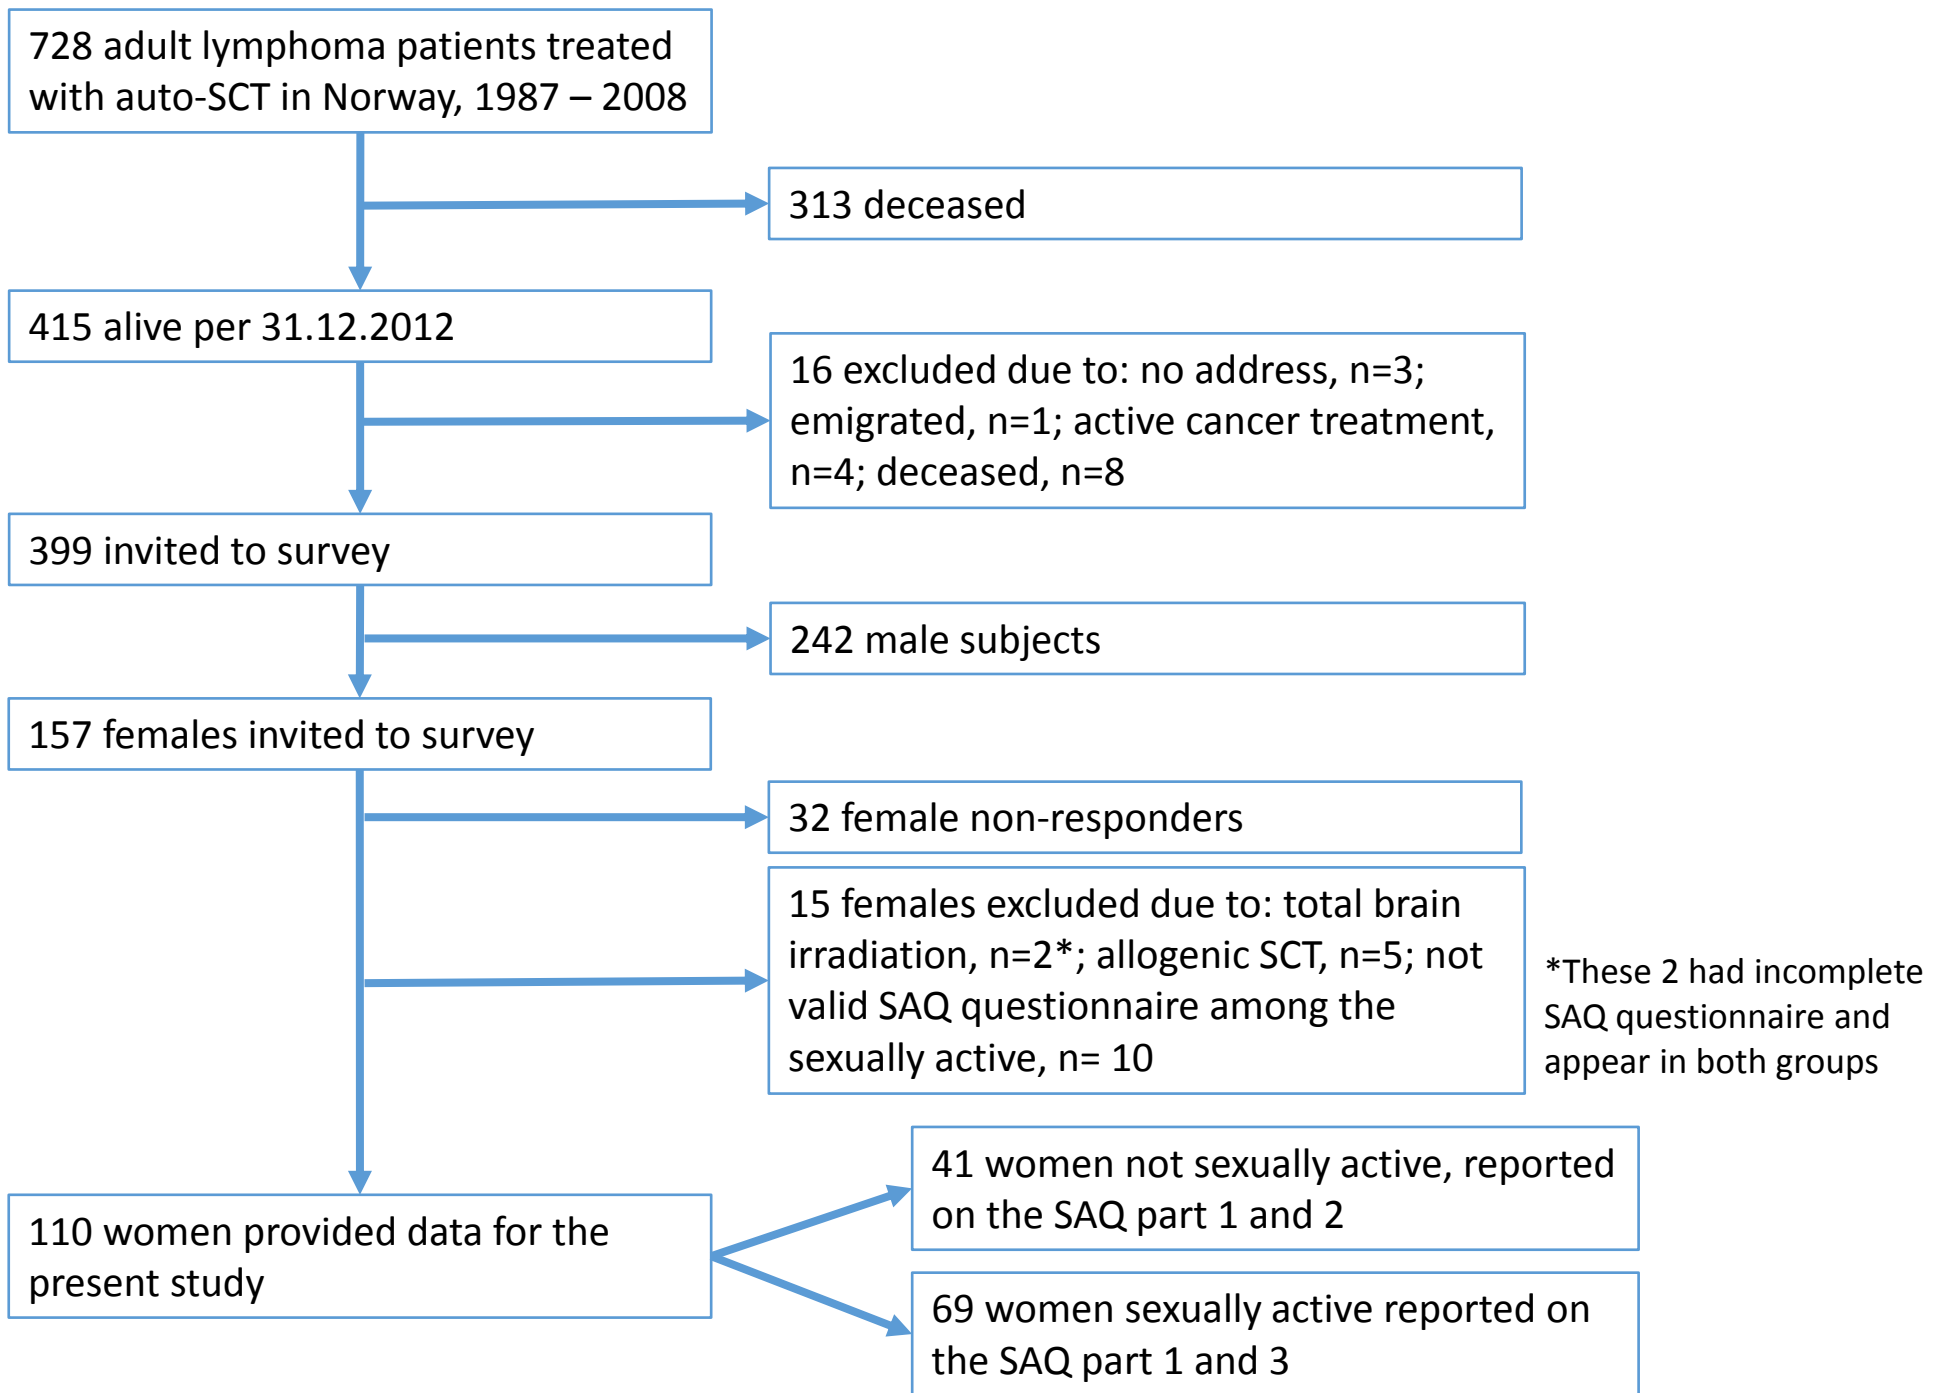 728 adult lymphoma patients treated
with auto-SCT in Norway, 1987 – 2008
313 deceased
415 alive per 31.12.2012
16 excluded due to: no address, n=3;
emigrated, n=1; active cancer treatment,
n=4; deceased, n=8
399 invited to survey
242 male subjects
157 females invited to survey
32 female non-responders
15 females excluded due to: total brain
irradiation, n=2*; allogenic SCT, n=5; not
valid SAQ questionnaire among the
sexually active, n= 10
*These 2 had incomplete
SAQ questionnaire and
appear in both groups
110 women provided data for the
present study
41 women not sexually active, reported
on the SAQ part 1 and 2
69 women sexually active reported on
the SAQ part 1 and 3